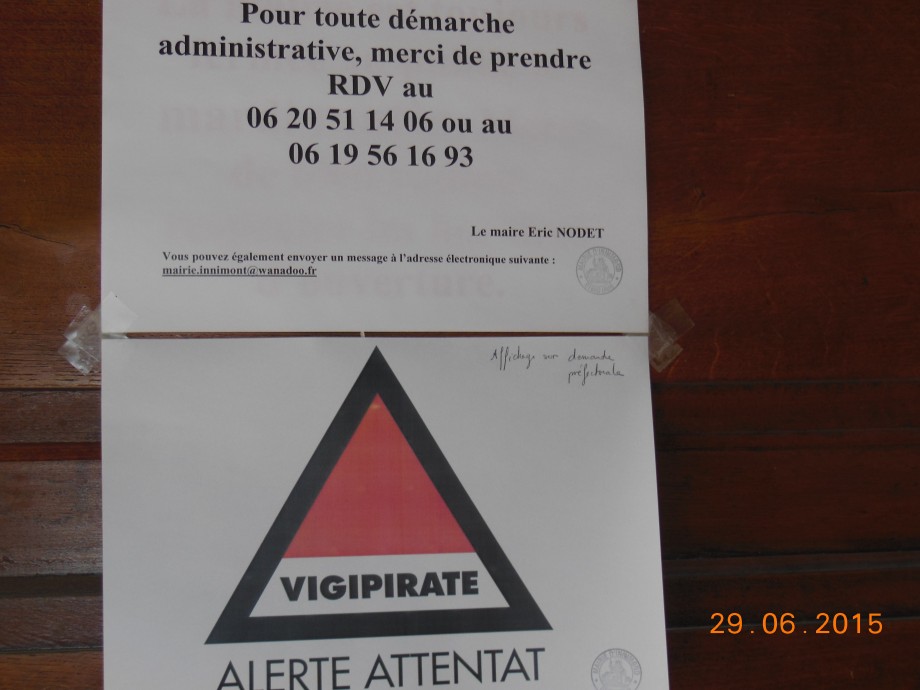 Pour toute démarche
administrative, merci de prendre
RDV au
06 20 51 14 06 ou au
06 19 56 16 93
Le maire Eric NODET
Vous pouvez également envoyer un message à l'adresse électronique suivante :
mairie.innimont@wanadoo.fr
Affichage sur demande
préfectorale
VIGIPIRATE
ALERTE ATTENTAT
29.06.2015